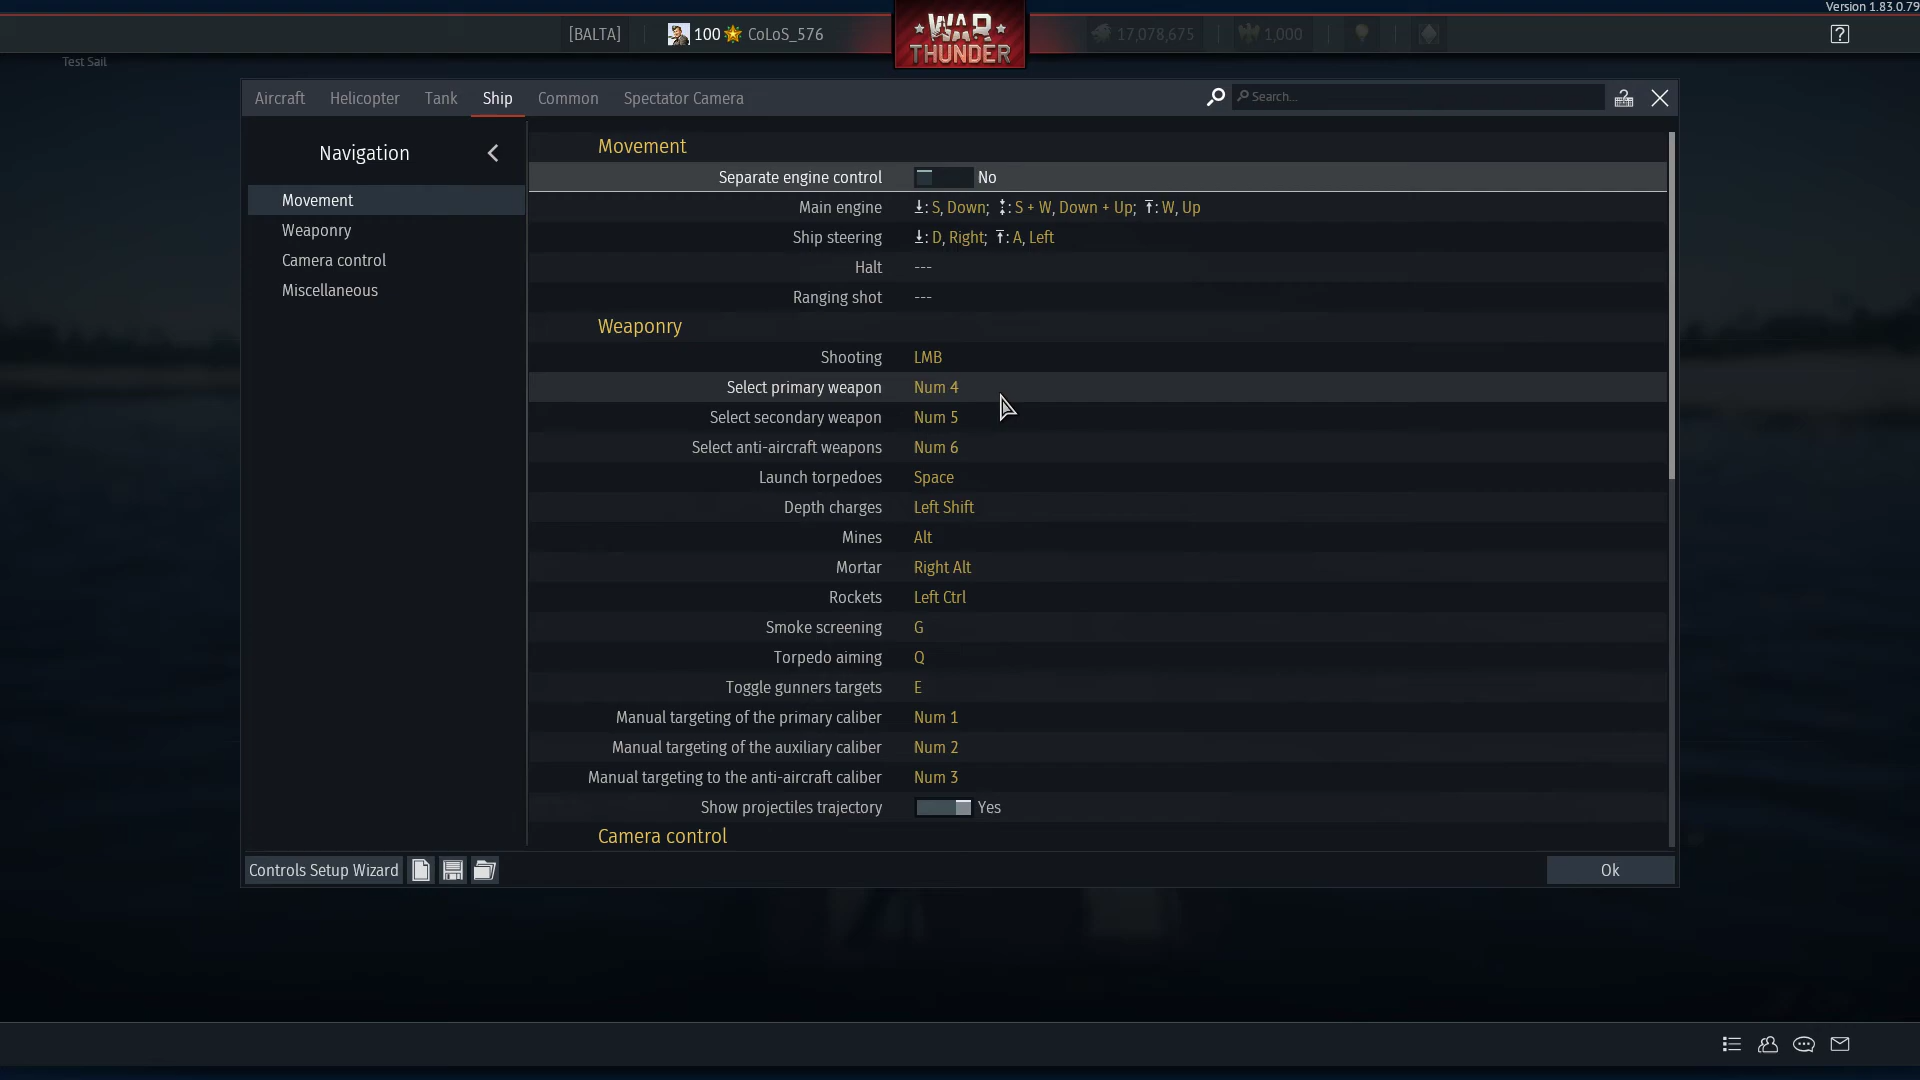 Version 1.83.0.79
[BALTA] 100 CoLoS_576
WAR
THUNDER
17,078,675 1,000
Test Sail
Aircraft Helicopter Tank Ship Common Spectator Camera Search...
Navigation
Movement
Weaponry
Camera control
Miscellaneous
Movement
Separate engine control No
Main engine : S, Down; : S + W, Down + Up; : W, Up
Ship steering : D, Right; : A, Left
Halt ---
Ranging shot ---
Weaponry
Shooting LMB
Select primary weapon Num 4
Select secondary weapon Num 5
Select anti-aircraft weapons Num 6
Launch torpedoes Space
Depth charges Left Shift
Mines Alt
Mortar Right Alt
Rockets Left Ctrl
Smoke screening G
Torpedo aiming Q
Toggle gunners targets E
Manual targeting of the primary caliber Num 1
Manual targeting of the auxiliary caliber Num 2
Manual targeting to the anti-aircraft caliber Num 3
Show projectiles trajectory Yes
Camera control
Controls Setup Wizard Ok